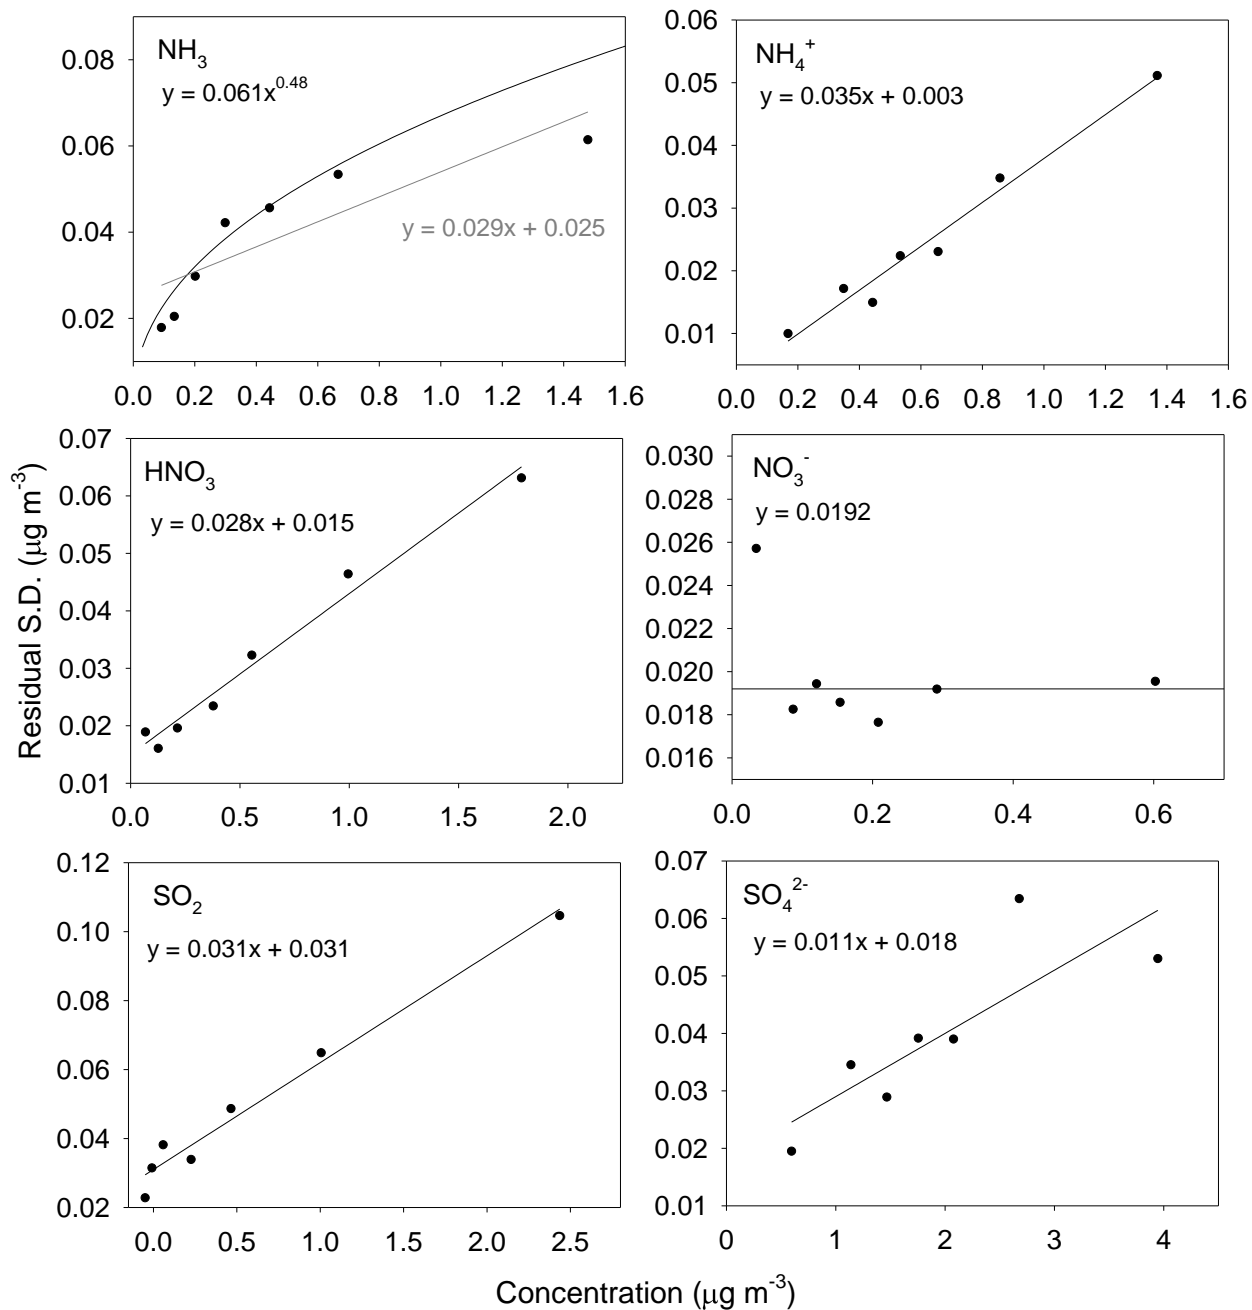 NH₃
y = 0.061x^0.48
y = 0.029x + 0.025
0.08
0.06
0.04
0.02
0.0 0.2 0.4 0.6 0.8 1.0 1.2 1.4 1.6
NH₄⁺
y = 0.035x + 0.003
0.06
0.05
0.04
0.03
0.02
0.01
0.0 0.2 0.4 0.6 0.8 1.0 1.2 1.4 1.6
Residual S.D. (μg m⁻³)
HNO₃
y = 0.028x + 0.015
0.07
0.06
0.05
0.04
0.03
0.02
0.01
0.0 0.5 1.0 1.5 2.0
NO₃⁻
y = 0.0192
0.030
0.028
0.026
0.024
0.022
0.020
0.018
0.016
0.0 0.2 0.4 0.6
SO₂
y = 0.031x + 0.031
0.12
0.10
0.08
0.06
0.04
0.02
0.0 0.5 1.0 1.5 2.0 2.5
SO₄²⁻
y = 0.011x + 0.018
0.07
0.06
0.05
0.04
0.03
0.02
0.01
0 1 2 3 4
Concentration (μg m⁻³)